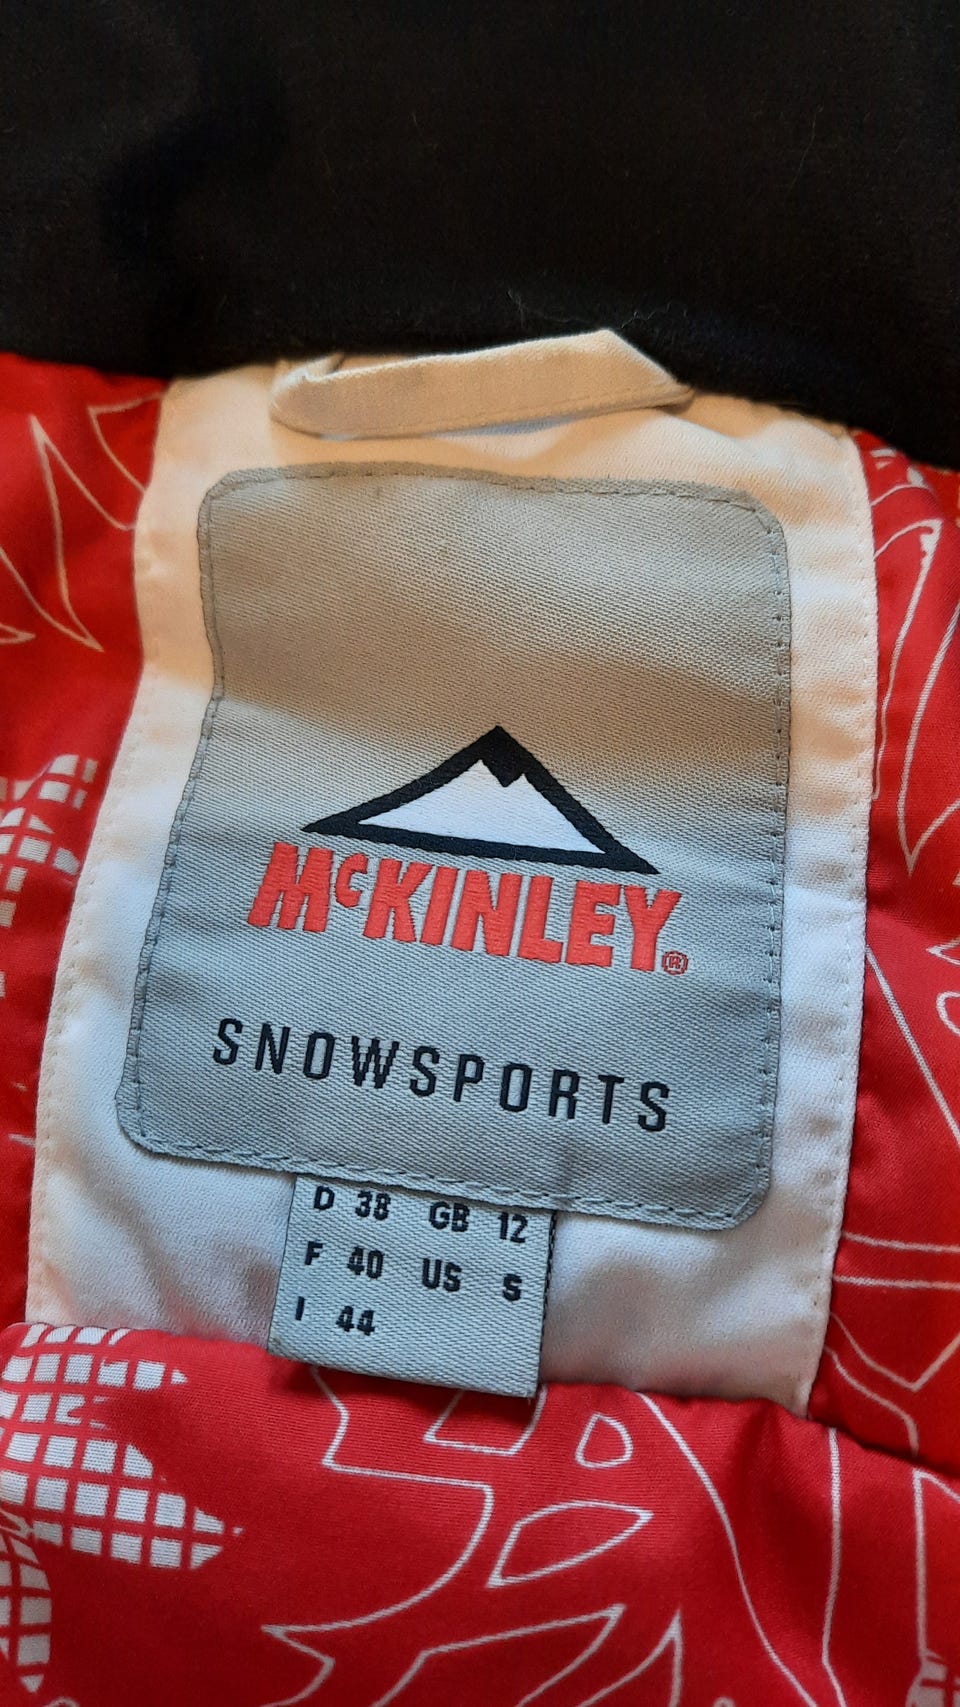 McKINLEY®
SNOWSPORTS
D 38 GB 12
F 40 US S
I 44